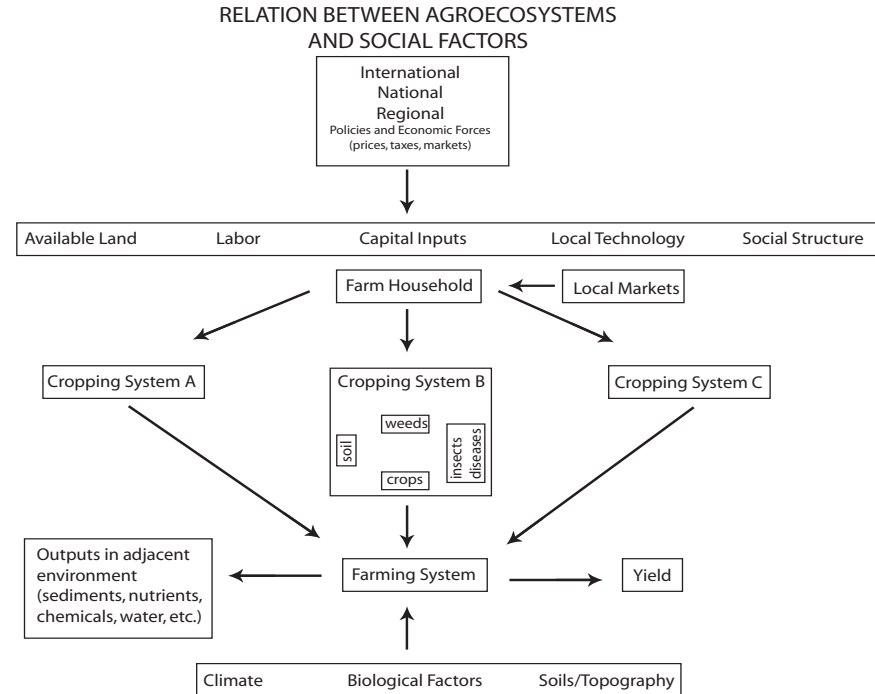 RELATION BETWEEN AGROECOSYSTEMS
AND SOCIAL FACTORS
International
National
Regional
Policies and Economic Forces
(prices, taxes, markets)
Available Land Labor Capital Inputs Local Technology Social Structure
Farm Household
Local Markets
Cropping System A
Cropping System B
Cropping System C
weeds
soil
insects
diseases
crops
Outputs in adjacent
environment
(sediments, nutrients,
chemicals, water, etc.)
Farming System
Yield
Climate Biological Factors Soils/Topography